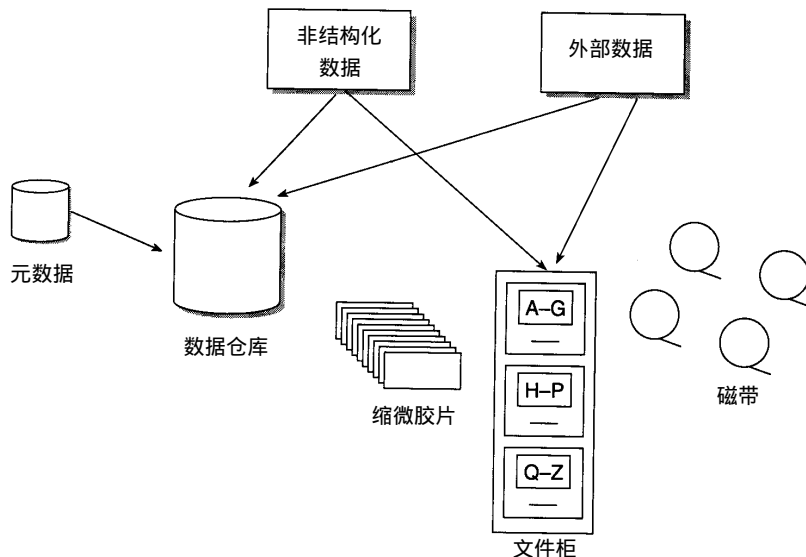 非结构化
数据
外部数据
元数据
数据仓库
缩微胶片
A–G
H–P
Q–Z
磁带
文件柜